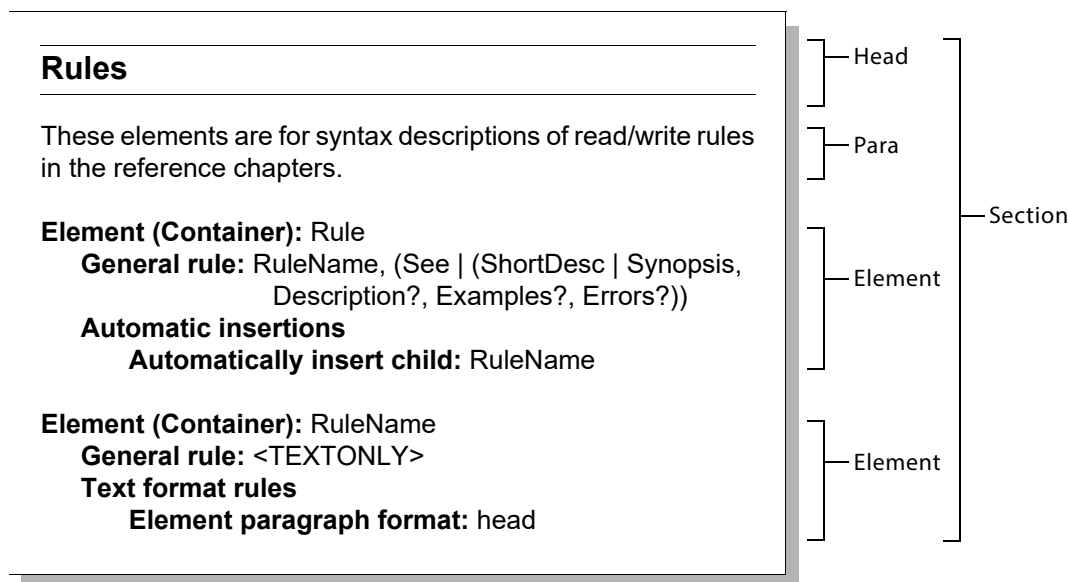 Rules
These elements are for syntax descriptions of read/write rules
in the reference chapters.
Element (Container): Rule
General rule: RuleName, (See | (ShortDesc | Synopsis,
Description?, Examples?, Errors?))
Automatic insertions
Automatically insert child: RuleName
Element (Container): RuleName
General rule: <TEXTONLY>
Text format rules
Element paragraph format: head
Head
Para
Element
Element
Section